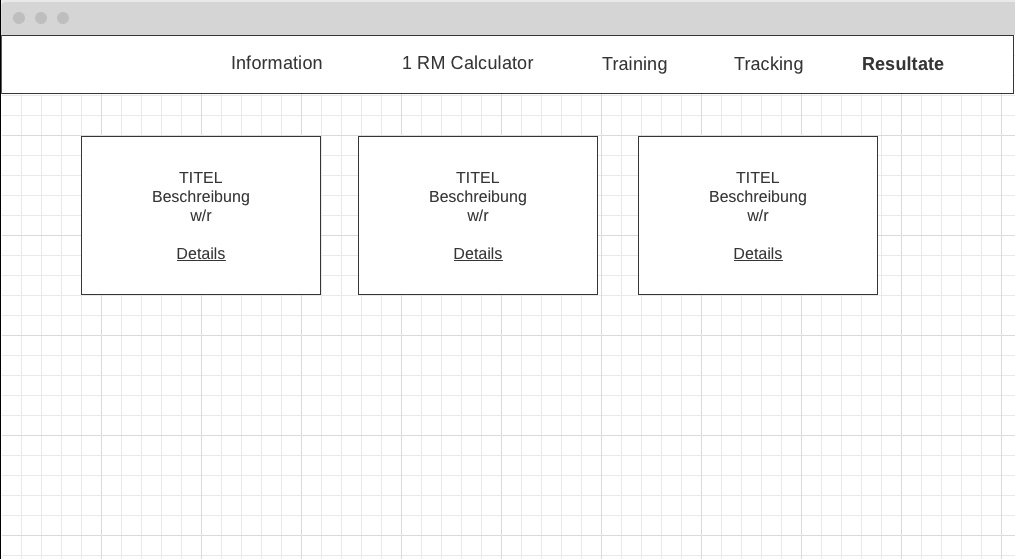 Information 1 RM Calculator Training Tracking Resultate
TITEL
Beschreibung
w/r
Details
TITEL
Beschreibung
w/r
Details
TITEL
Beschreibung
w/r
Details